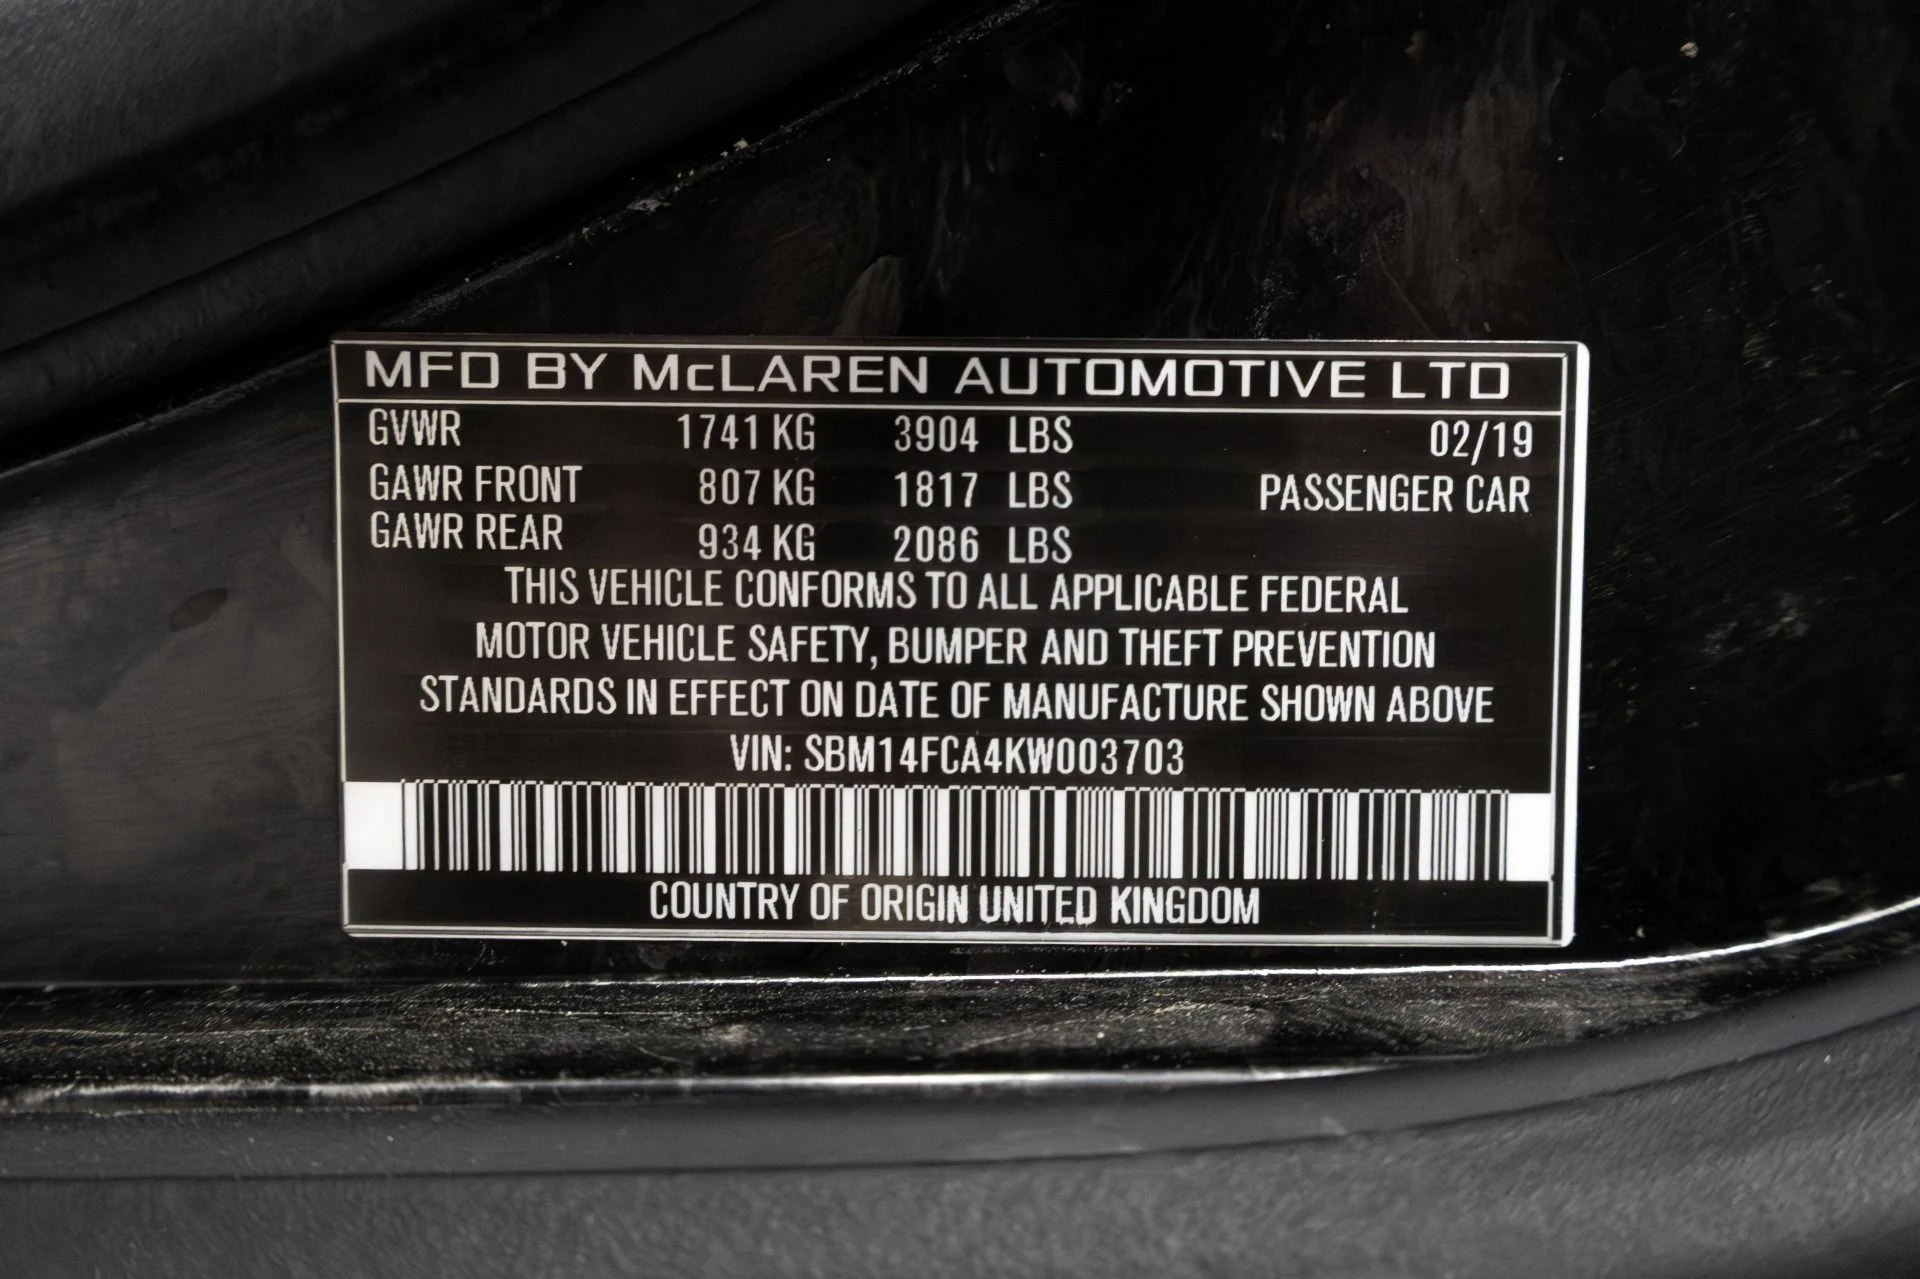 MFD BY McLAREN AUTOMOTIVE LTD
GVWR 1741 KG 3904 LBS 02/19
GAWR FRONT 807 KG 1817 LBS PASSENGER CAR
GAWR REAR 934 KG 2086 LBS
THIS VEHICLE CONFORMS TO ALL APPLICABLE FEDERAL
MOTOR VEHICLE SAFETY, BUMPER AND THEFT PREVENTION
STANDARDS IN EFFECT ON DATE OF MANUFACTURE SHOWN ABOVE
VIN: SBM14FCA4KW003703
COUNTRY OF ORIGIN UNITED KINGDOM